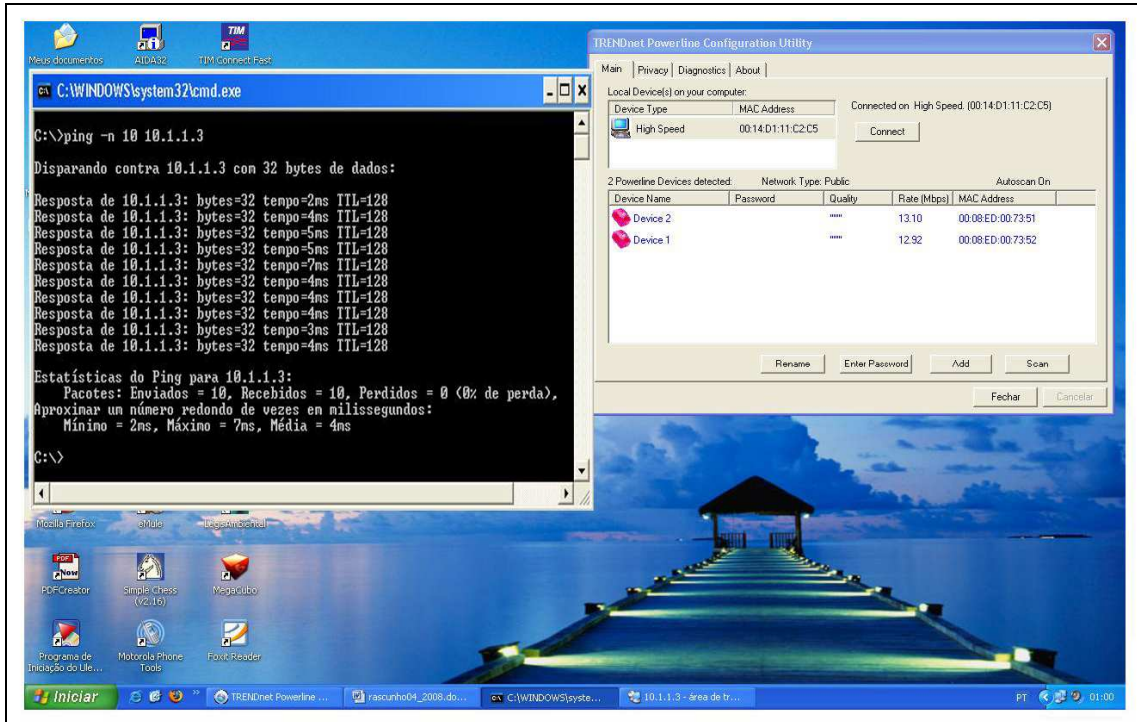 Meus documentos
AIDA32
TIM
TIM Connect Fast
C:\WINDOWS\system32\cmd.exe
C:\>ping -n 10 10.1.1.3
Disparando contra 10.1.1.3 com 32 bytes de dados:
Resposta de 10.1.1.3: bytes=32 tempo=2ms TTL=128
Resposta de 10.1.1.3: bytes=32 tempo=4ms TTL=128
Resposta de 10.1.1.3: bytes=32 tempo=5ms TTL=128
Resposta de 10.1.1.3: bytes=32 tempo=5ms TTL=128
Resposta de 10.1.1.3: bytes=32 tempo=7ms TTL=128
Resposta de 10.1.1.3: bytes=32 tempo=4ms TTL=128
Resposta de 10.1.1.3: bytes=32 tempo=4ms TTL=128
Resposta de 10.1.1.3: bytes=32 tempo=4ms TTL=128
Resposta de 10.1.1.3: bytes=32 tempo=3ms TTL=128
Resposta de 10.1.1.3: bytes=32 tempo=4ms TTL=128
Estatísticas do Ping para 10.1.1.3:
Pacotes: Enviados = 10, Recebidos = 10, Perdidos = 0 (0% de perda),
Aproximar um número redondo de vezes em milissegundos:
Mínimo = 2ms, Máximo = 7ms, Média = 4ms
C:\>
TRENDnet Powerline Configuration Utility
Main Privacy Diagnostics About
Local Device(s) on your computer:
Device Type MAC Address
High Speed 00:14:D1:11:C2:C5
Connected on High Speed. (00:14:D1:11:C2:C5)
Connect
2 Powerline Devices detected. Network Type: Public Autoscan On
Device Name Password Quality Rate (Mbps) MAC Address
Device 2 13.10 00:08:ED:00:73:51
Device 1 12.92 00:08:ED:00:73:52
Rename Enter Password Add Scan
Fechar Cancelar
Mozilla Firefox
eMule
PDF
Now
PDFCreator
Simple Chess
(v2.16)
MegaCubo
Programa de
Iniciação do Ule...
Motorola Phone
Tools
Foxit Reader
Iniciar
TRENDnet Powerline ...
rascunho04_2008.do...
C:\WINDOWS\syste...
10.1.1.3 - área de tr...
PT
01:00